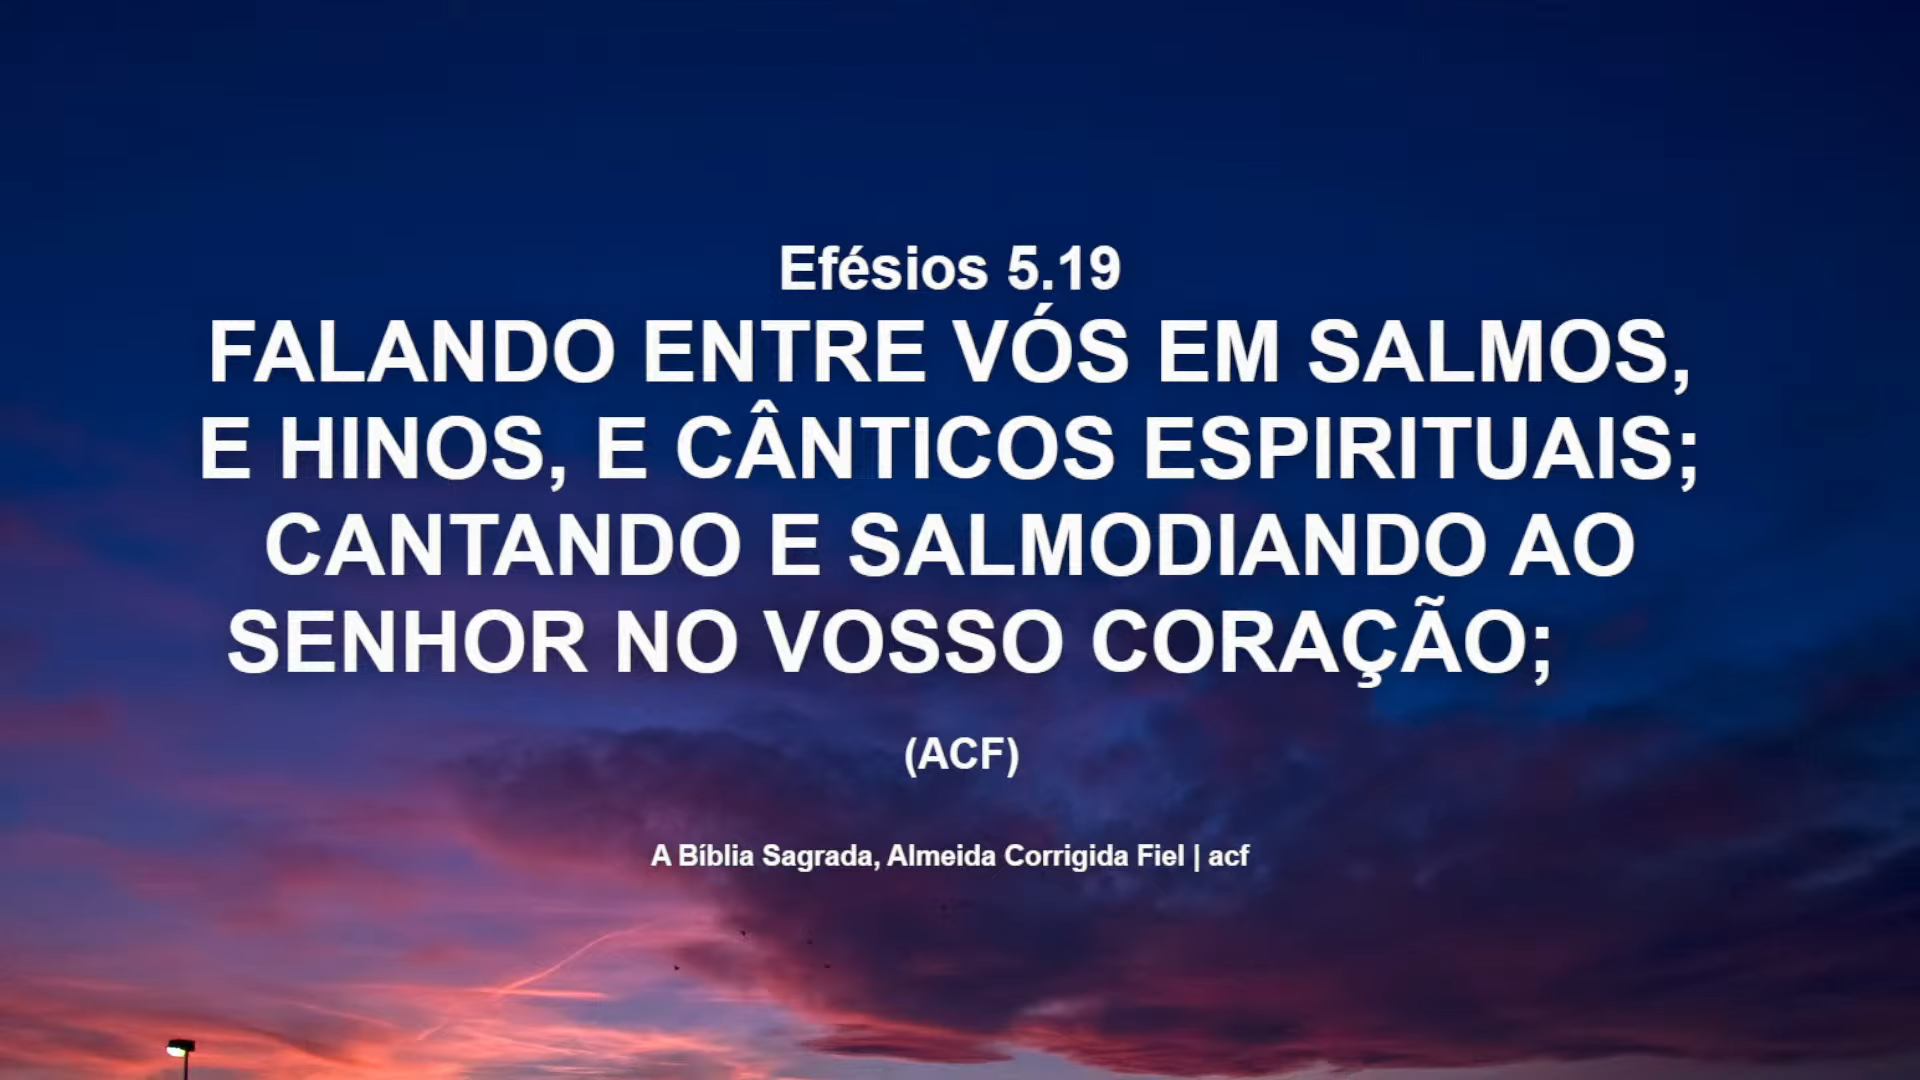 Efésios 5.19
FALANDO ENTRE VÓS EM SALMOS,
E HINOS, E CÂNTICOS ESPIRITUAIS;
CANTANDO E SALMODIANDO AO
SENHOR NO VOSSO CORAÇÃO;
(ACF)
A Bíblia Sagrada, Almeida Corrigida Fiel | acf